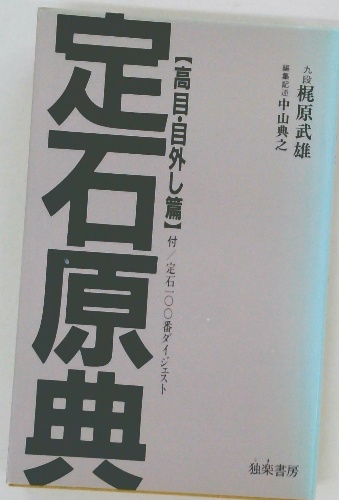 九段 梶原武雄
編集記述 中山典之
【高目・目外し篇】
付／定石一〇〇番ダイジェスト
定石原典
独楽書房